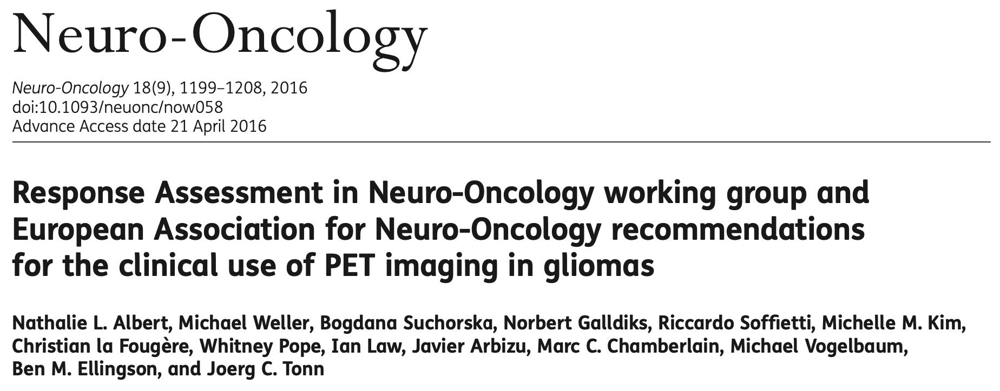 Neuro-Oncology
Neuro-Oncology 18(9), 1199–1208, 2016
doi:10.1093/neuonc/now058
Advance Access date 21 April 2016
Response Assessment in Neuro-Oncology working group and
European Association for Neuro-Oncology recommendations
for the clinical use of PET imaging in gliomas
Nathalie L. Albert, Michael Weller, Bogdana Suchorska, Norbert Galldiks, Riccardo Soffietti, Michelle M. Kim,
Christian la Fougère, Whitney Pope, Ian Law, Javier Arbizu, Marc C. Chamberlain, Michael Vogelbaum,
Ben M. Ellingson, and Joerg C. Tonn